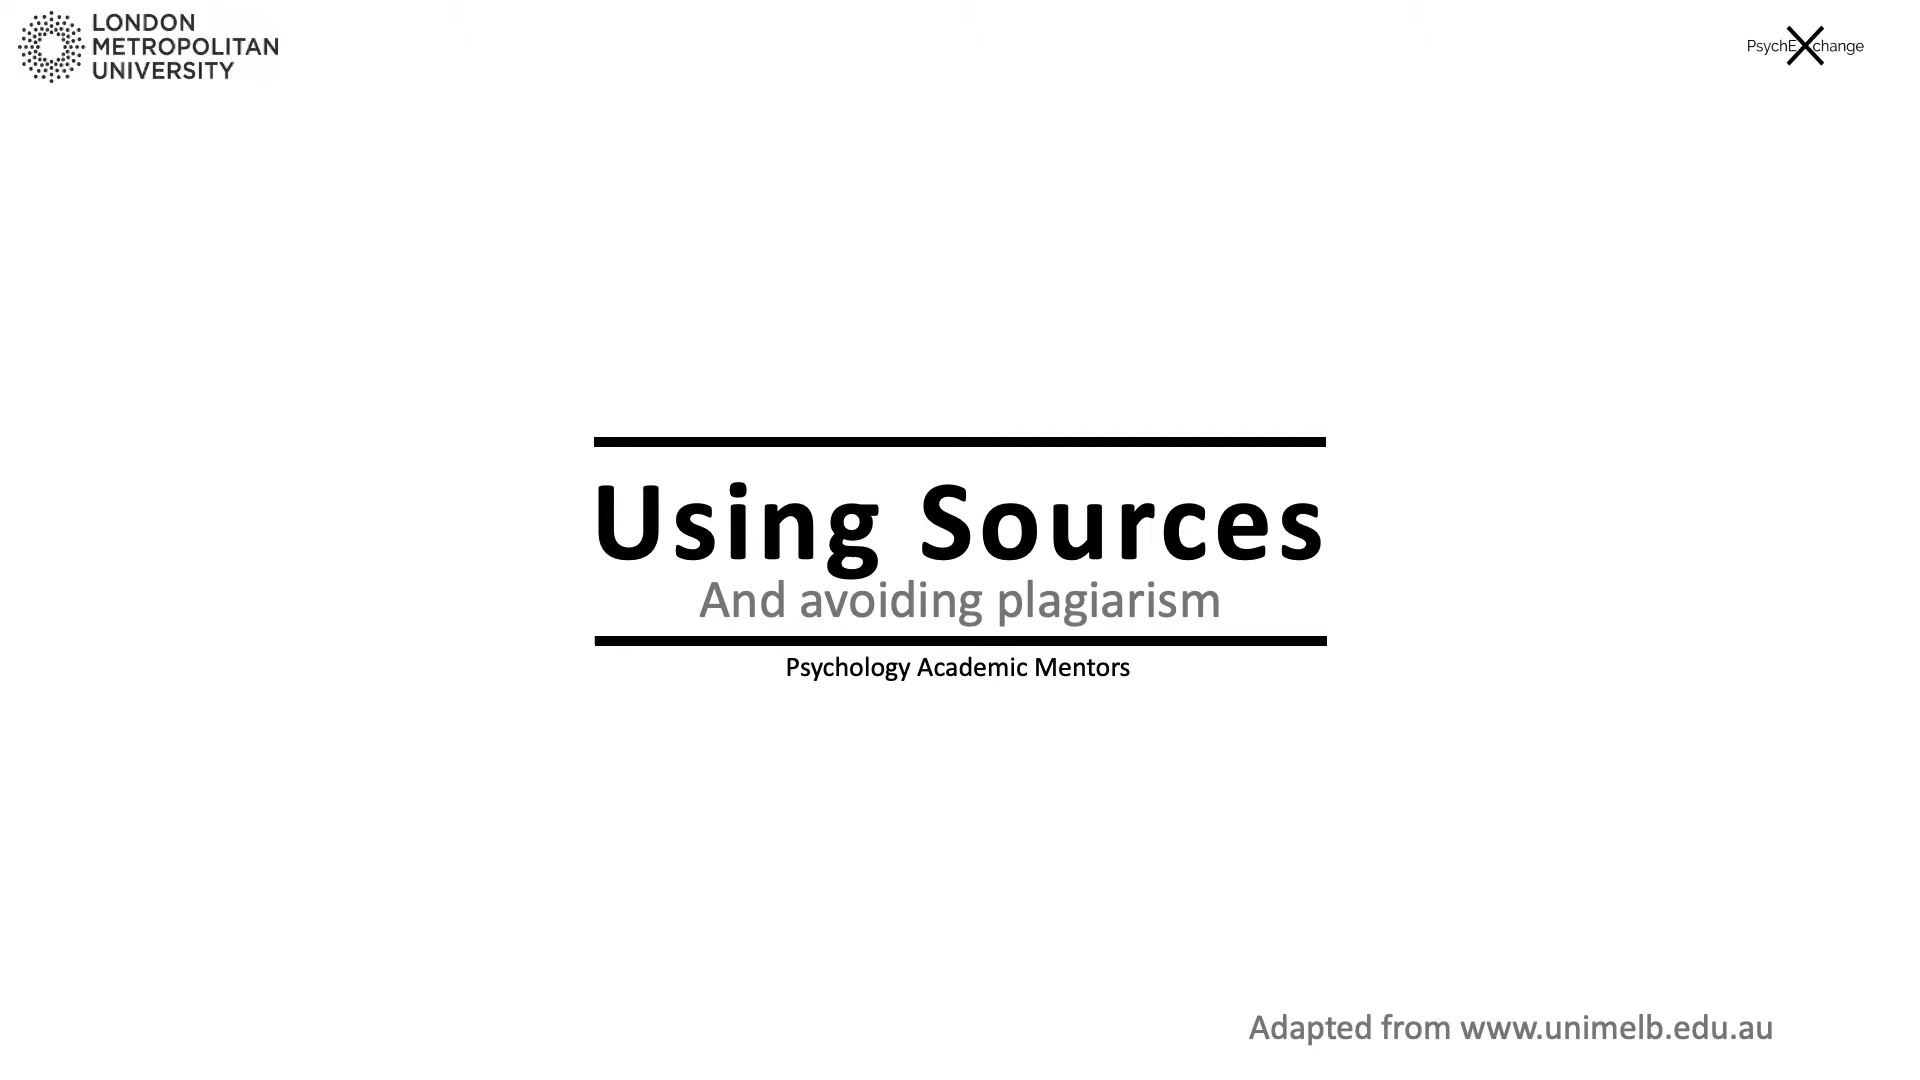 LONDON
METROPOLITAN
UNIVERSITY
PsychEXchange
Using Sources
And avoiding plagiarism
Psychology Academic Mentors
Adapted from www.unimelb.edu.au